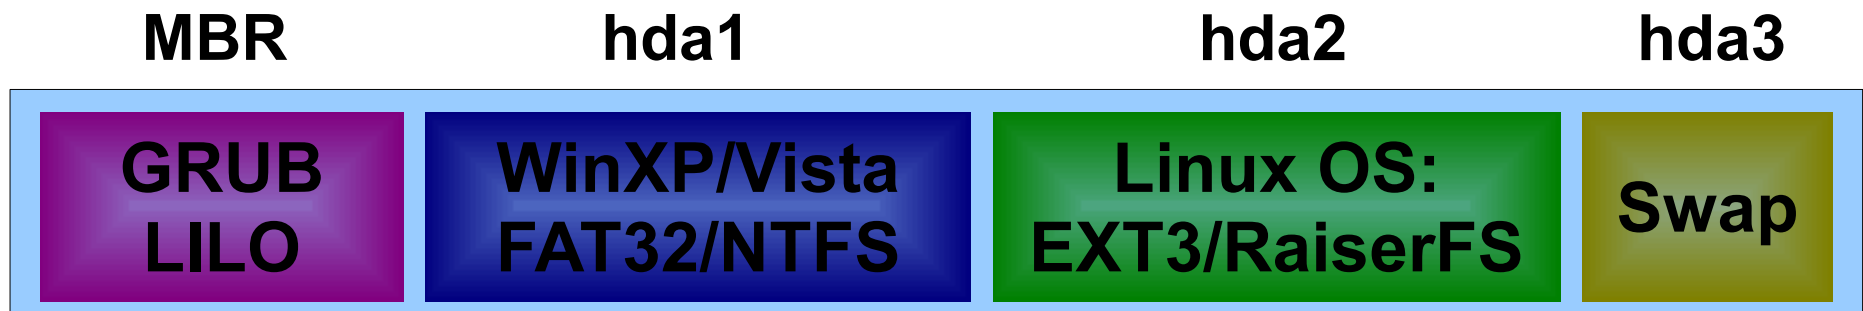 MBR hda1 hda2 hda3
GRUB
LILO
WinXP/Vista
FAT32/NTFS
Linux OS:
EXT3/RaiserFS
Swap